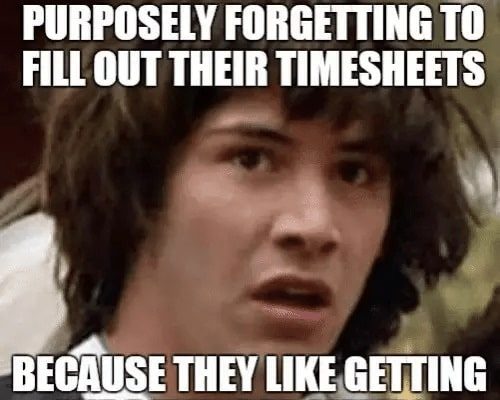 PURPOSELY FORGETTING TO
FILL OUT THEIR TIMESHEETS
BECAUSE THEY LIKE GETTING